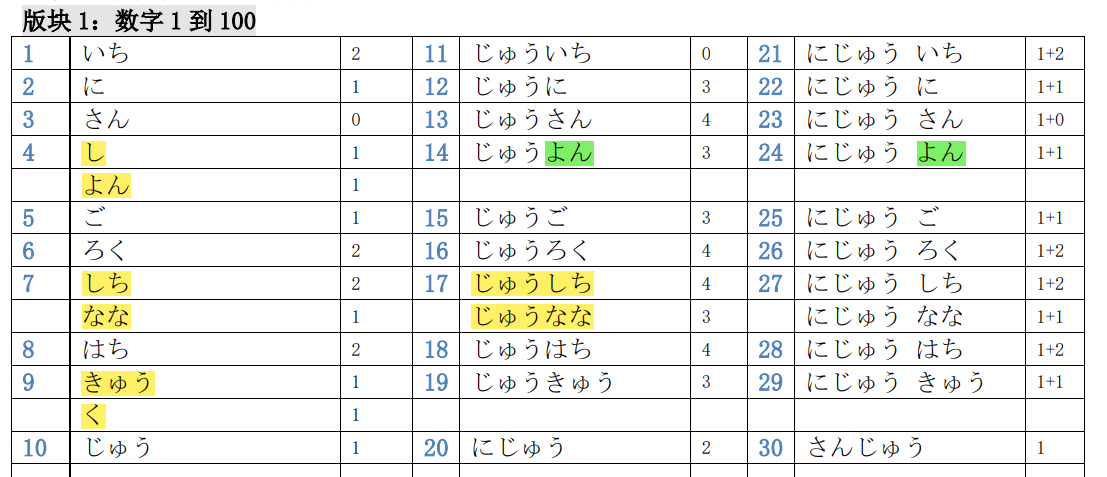 版块 1：数字 1 到 100
1 いち 2 11 じゅういち 0 21 にじゅう いち 1+2
2 に 1 12 じゅうに 3 22 にじゅう に 1+1
3 さん 0 13 じゅうさん 4 23 にじゅう さん 1+0
4 し 1 14 じゅうよん 3 24 にじゅう よん 1+1
よん 1
5 ご 1 15 じゅうご 3 25 にじゅう ご 1+1
6 ろく 2 16 じゅうろく 4 26 にじゅう ろく 1+2
7 しち 2 17 じゅうしち 4 27 にじゅう しち 1+2
なな 1 じゅうなな 3 にじゅう なな 1+1
8 はち 2 18 じゅうはち 4 28 にじゅう はち 1+2
9 きゅう 1 19 じゅうきゅう 3 29 にじゅう きゅう 1+1
く 1
10 じゅう 1 20 にじゅう 2 30 さんじゅう 1